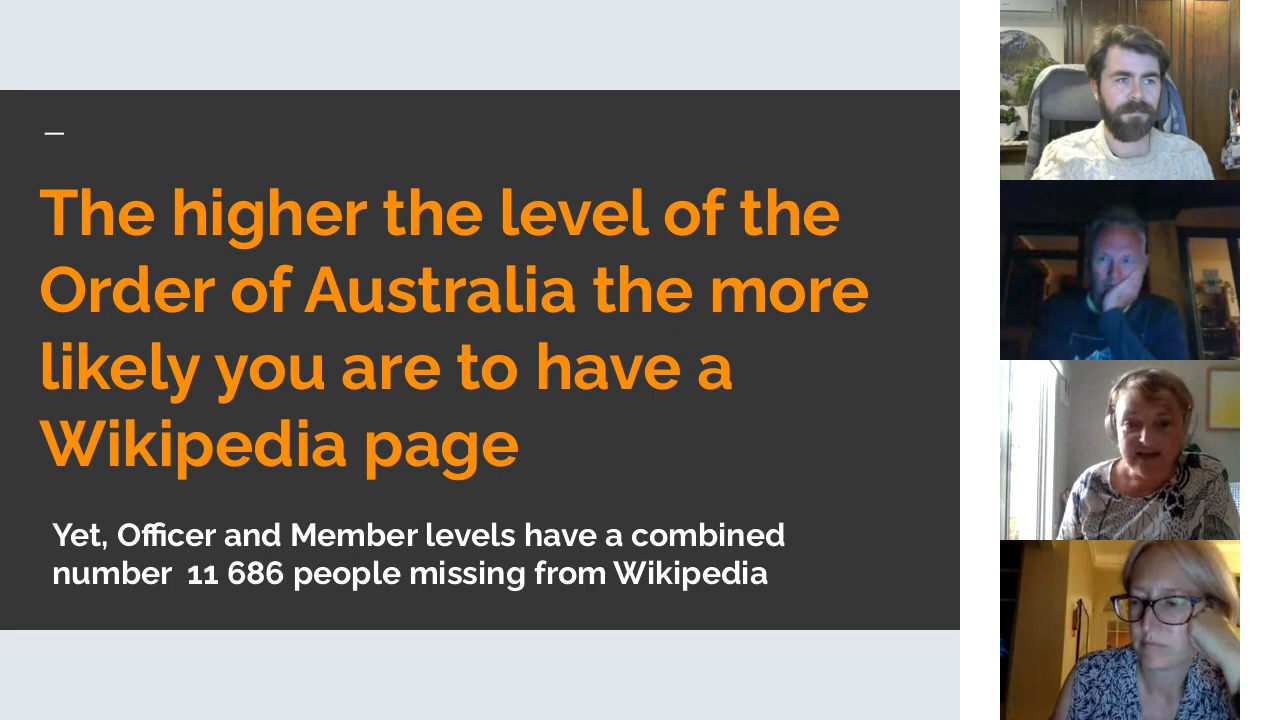 The higher the level of the
Order of Australia the more
likely you are to have a
Wikipedia page
Yet, Officer and Member levels have a combined
number  11 686 people missing from Wikipedia